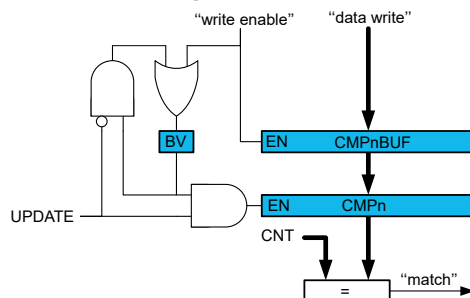 “write enable” “data write”
BV EN CMPnBUF
EN CMPn
UPDATE
CNT
= “match”